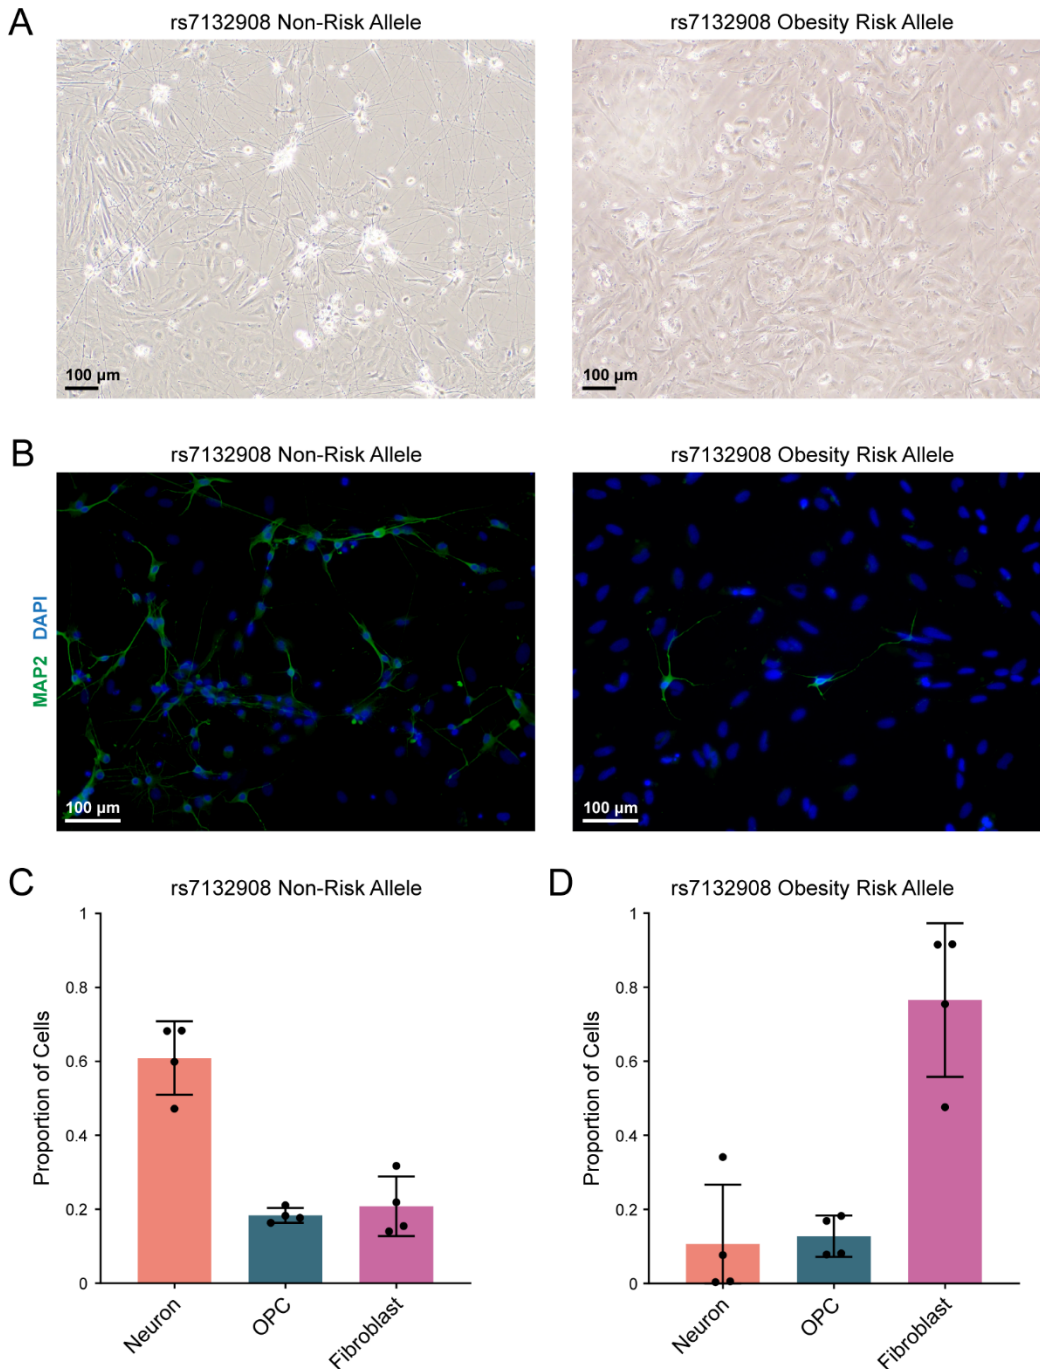 A
rs7132908 Non-Risk Allele
rs7132908 Obesity Risk Allele
100 µm
100 µm
B
rs7132908 Non-Risk Allele
rs7132908 Obesity Risk Allele
MAP2 DAPI
100 µm
100 µm
C
rs7132908 Non-Risk Allele
Proportion of Cells
1
0.8
0.6
0.4
0.2
0
Neuron
OPC
Fibroblast
D
rs7132908 Obesity Risk Allele
Proportion of Cells
1
0.8
0.6
0.4
0.2
0
Neuron
OPC
Fibroblast